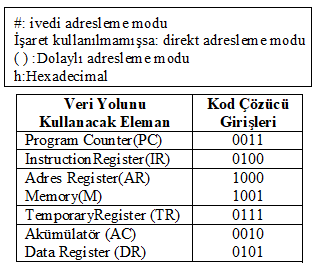 #: ivedi adresleme modu
İşaret kullanılmamışsa: direkt adresleme modu
( ) :Dolaylı adresleme modu
h:Hexadecimal
Veri Yolunu Kullanacak Eleman Kod Çözücü Girişleri
Program Counter(PC) 0011
InstructionRegister(IR) 0100
Adres Register(AR) 1000
Memory(M) 1001
TemporaryRegister (TR) 0111
Akümülatör (AC) 0010
Data Register (DR) 0101